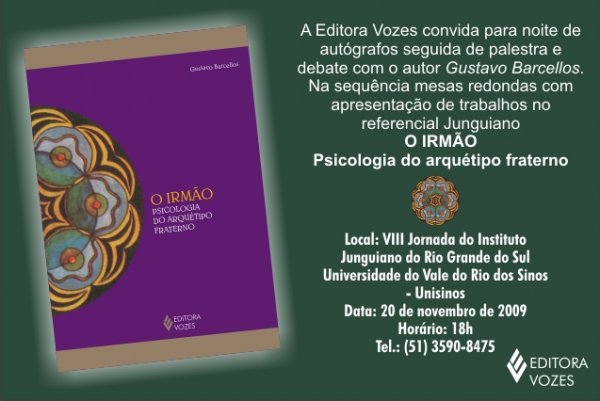 Gustavo Barcellos
O IRMÃO
PSICOLOGIA
DO ARQUÉTIPO
FRATERNO
EDITORA
VOZES
A Editora Vozes convida para noite de
autógrafos seguida de palestra e
debate com o autor Gustavo Barcellos.
Na sequência mesas redondas com
apresentação de trabalhos no
referencial Junguiano
O IRMÃO
Psicologia do arquétipo fraterno
Local: VIII Jornada do Instituto
Junguiano do Rio Grande do Sul
Universidade do Vale do Rio dos Sinos
- Unisinos
Data: 20 de novembro de 2009
Horário: 18h
Tel.: (51) 3590-8475
EDITORA
VOZES